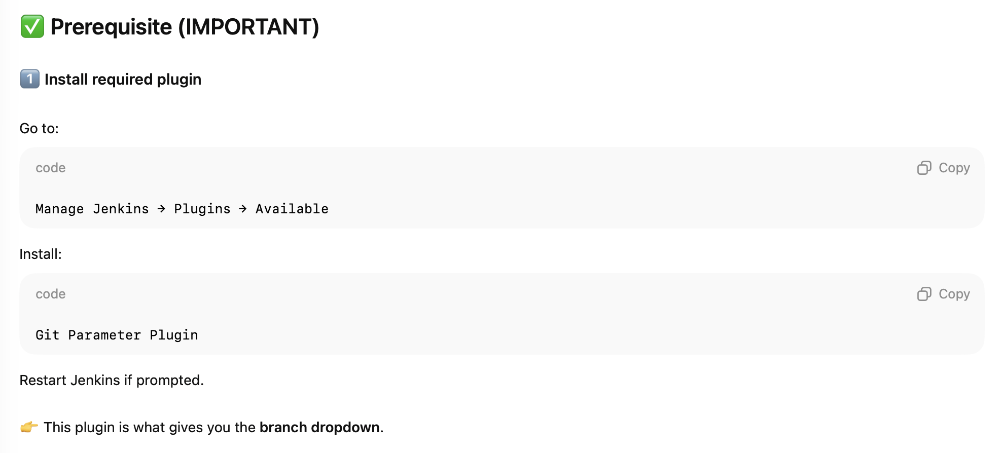 ✅ Prerequisite (IMPORTANT)
1️⃣ Install required plugin
Go to:
code
Copy
Manage Jenkins → Plugins → Available
Install:
code
Copy
Git Parameter Plugin
Restart Jenkins if prompted.
👉 This plugin is what gives you the branch dropdown.